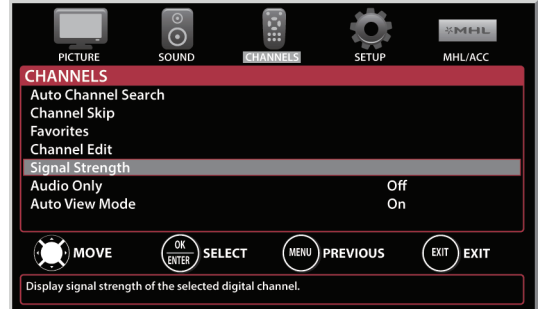 MHL
PICTURE SOUND CHANNELS SETUP MHL/ACC
CHANNELS
Auto Channel Search
Channel Skip
Favorites
Channel Edit
Signal Strength
Audio Only Off
Auto View Mode On
MOVE OK ENTER SELECT MENU PREVIOUS EXIT EXIT
Display signal strength of the selected digital channel.